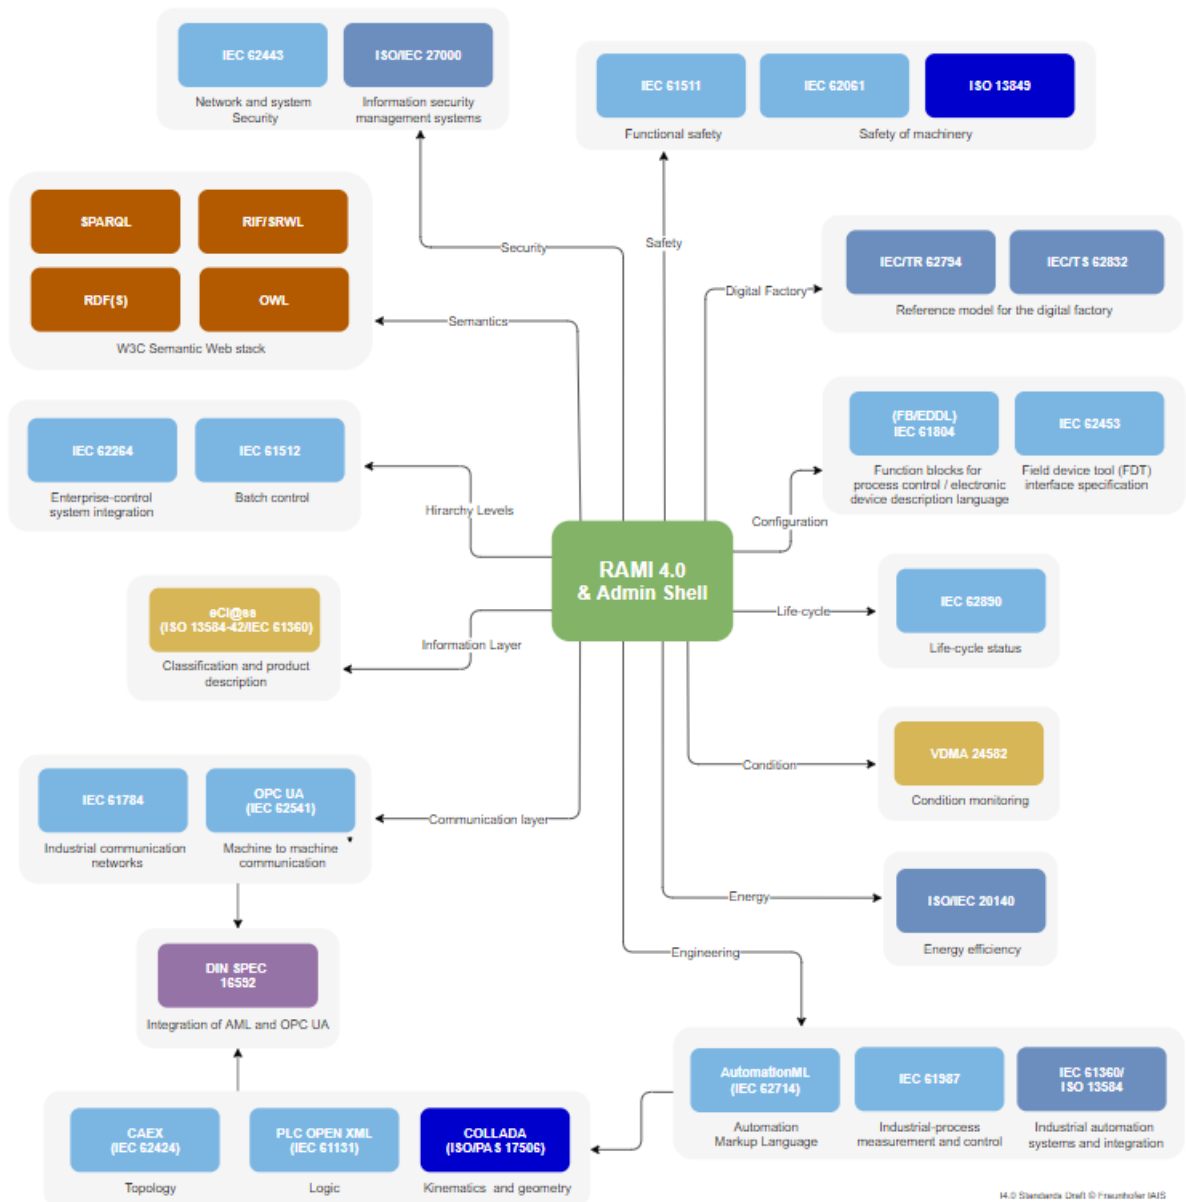 IEC 62443
ISO/IEC 27000
Network and system
Security
Information security
management systems
IEC 61511
IEC 62061
ISO 13849
Functional safety
Safety of machinery
SPARQL
RIF/SRWL
RDF(S)
OWL
W3C Semantic Web stack
Security
Safety
Semantics
IEC/TR 62794
IEC/TS 62832
Reference model for the digital factory
Digital Factory
IEC 62264
IEC 61512
Enterprise-control
system integration
Batch control
Hirarchy Levels
(FB/EDDL)
IEC 61804
IEC 62453
Function blocks for
process control / electronic
device description language
Field device tool (FDT)
interface specification
Configuration
RAMI 4.0
& Admin Shell
eCl@ss
(ISO 13584-42/IEC 61360)
Classification and product
description
Information Layer
Life-cycle
IEC 62890
Life-cycle status
IEC 61784
OPC UA
(IEC 62541)
Industrial communication
networks
Machine to machine
communication
Communication layer
Condition
VDMA 24582
Condition monitoring
Energy
ISO/IEC 20140
Energy efficiency
DIN SPEC
16592
Integration of AML and OPC UA
Engineering
AutomationML
(IEC 62714)
IEC 61987
IEC 61360/
ISO 13584
Automation
Markup Language
Industrial-process
measurement and control
Industrial automation
systems and integration
CAEX
(IEC 62424)
PLC OPEN XML
(IEC 61131)
COLLADA
(ISO/PAS 17506)
Topology
Logic
Kinematics and geometry
I4.0 Standards Draft © Fraunhofer IAIS